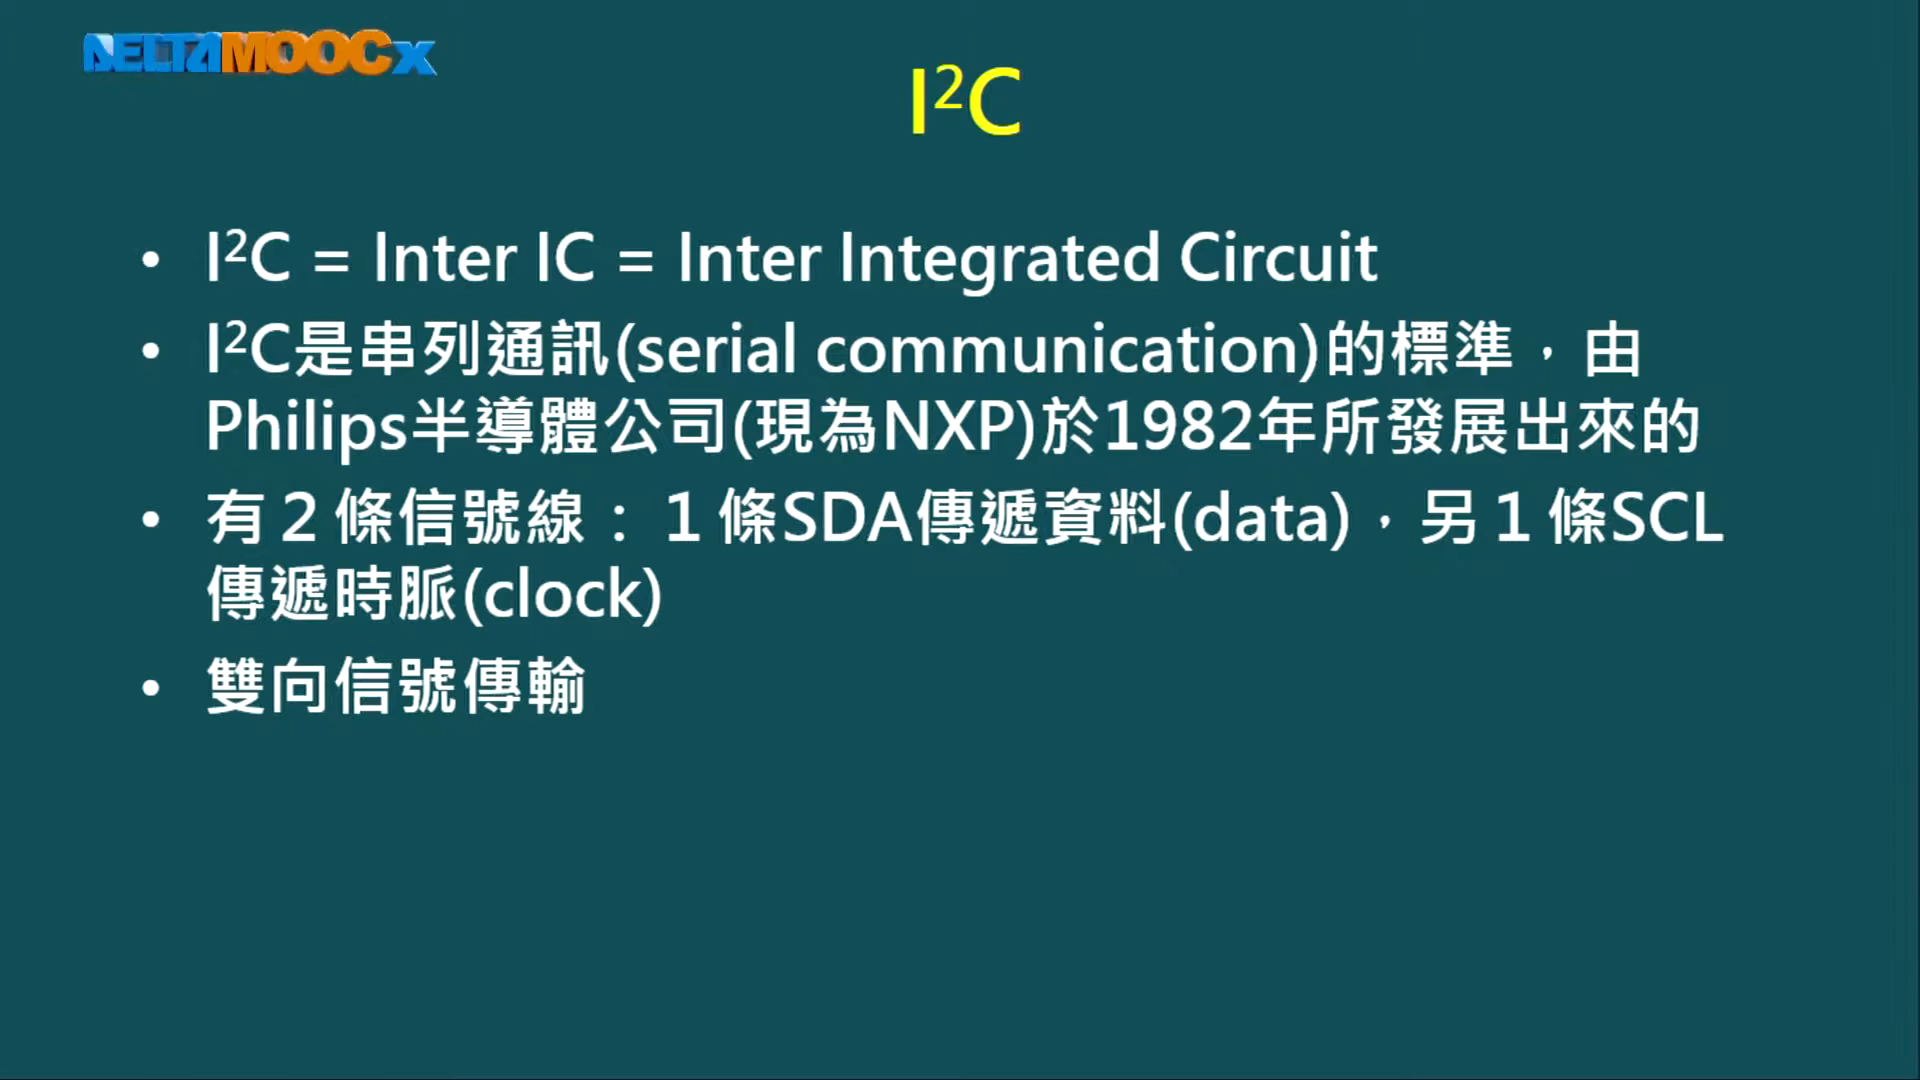 DELTAMOOCx
I²C
• I²C = Inter IC = Inter Integrated Circuit
• I²C是串列通訊(serial communication)的標準，由
Philips半導體公司(現為NXP)於1982年所發展出來的
• 有2條信號線：1條SDA傳遞資料(data)，另1條SCL
傳遞時脈(clock)
• 雙向信號傳輸